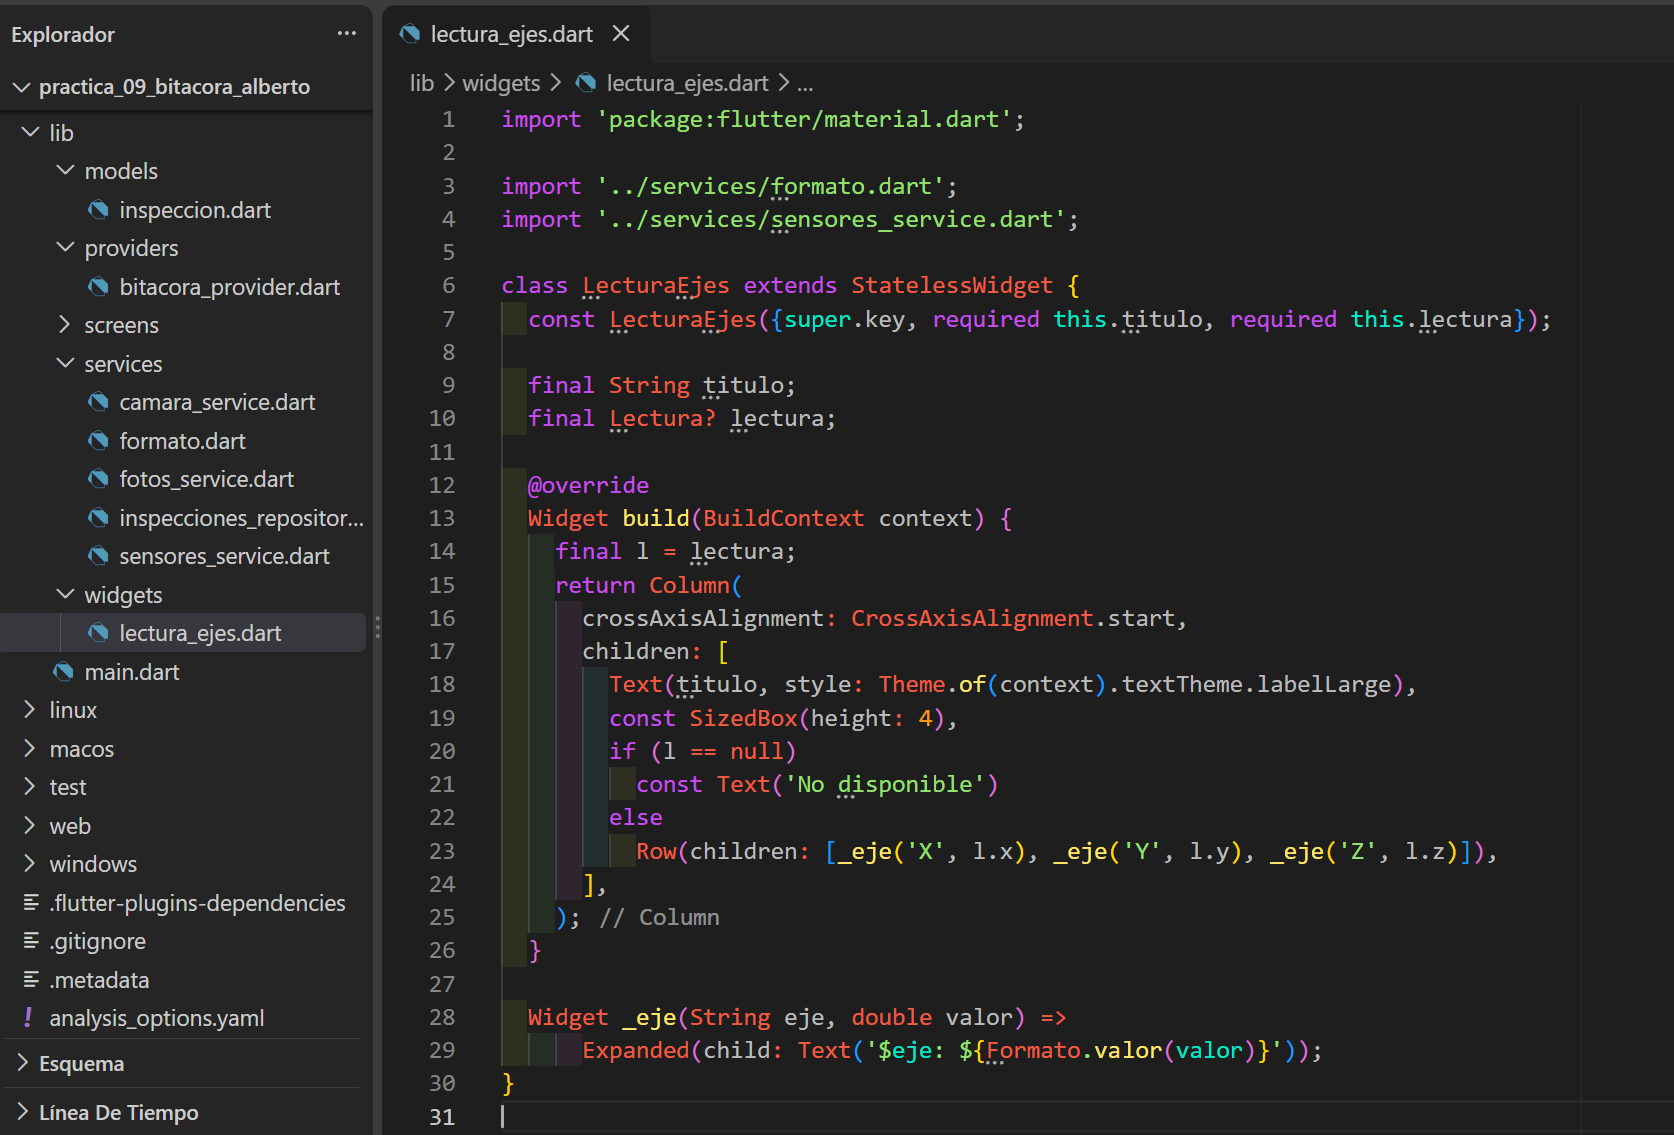 Explorador
practica_09_bitacora_alberto
lib
models
inspeccion.dart
providers
bitacora_provider.dart
screens
services
camara_service.dart
formato.dart
fotos_service.dart
inspecciones_repositor...
sensores_service.dart
widgets
lectura_ejes.dart
main.dart
linux
macos
test
web
windows
.flutter-plugins-dependencies
.gitignore
.metadata
! analysis_options.yaml
Esquema
Línea De Tiempo
lectura_ejes.dart
lib > widgets > lectura_ejes.dart > ...
1 import 'package:flutter/material.dart';
2
3 import '../services/formato.dart';
4 import '../services/sensores_service.dart';
5
6 class LecturaEjes extends StatelessWidget {
7   const LecturaEjes({super.key, required this.titulo, required this.lectura});
8
9   final String titulo;
10   final Lectura? lectura;
11
12   @override
13   Widget build(BuildContext context) {
14     final l = lectura;
15     return Column(
16       crossAxisAlignment: CrossAxisAlignment.start,
17       children: [
18         Text(titulo, style: Theme.of(context).textTheme.labelLarge),
19         const SizedBox(height: 4),
20         if (l == null)
21           const Text('No disponible')
22         else
23           Row(children: [_eje('X', l.x), _eje('Y', l.y), _eje('Z', l.z)]),
24       ],
25     ); // Column
26   }
27
28   Widget _eje(String eje, double valor) =>
29       Expanded(child: Text('$eje: ${Formato.valor(valor)}'));
30 }
31